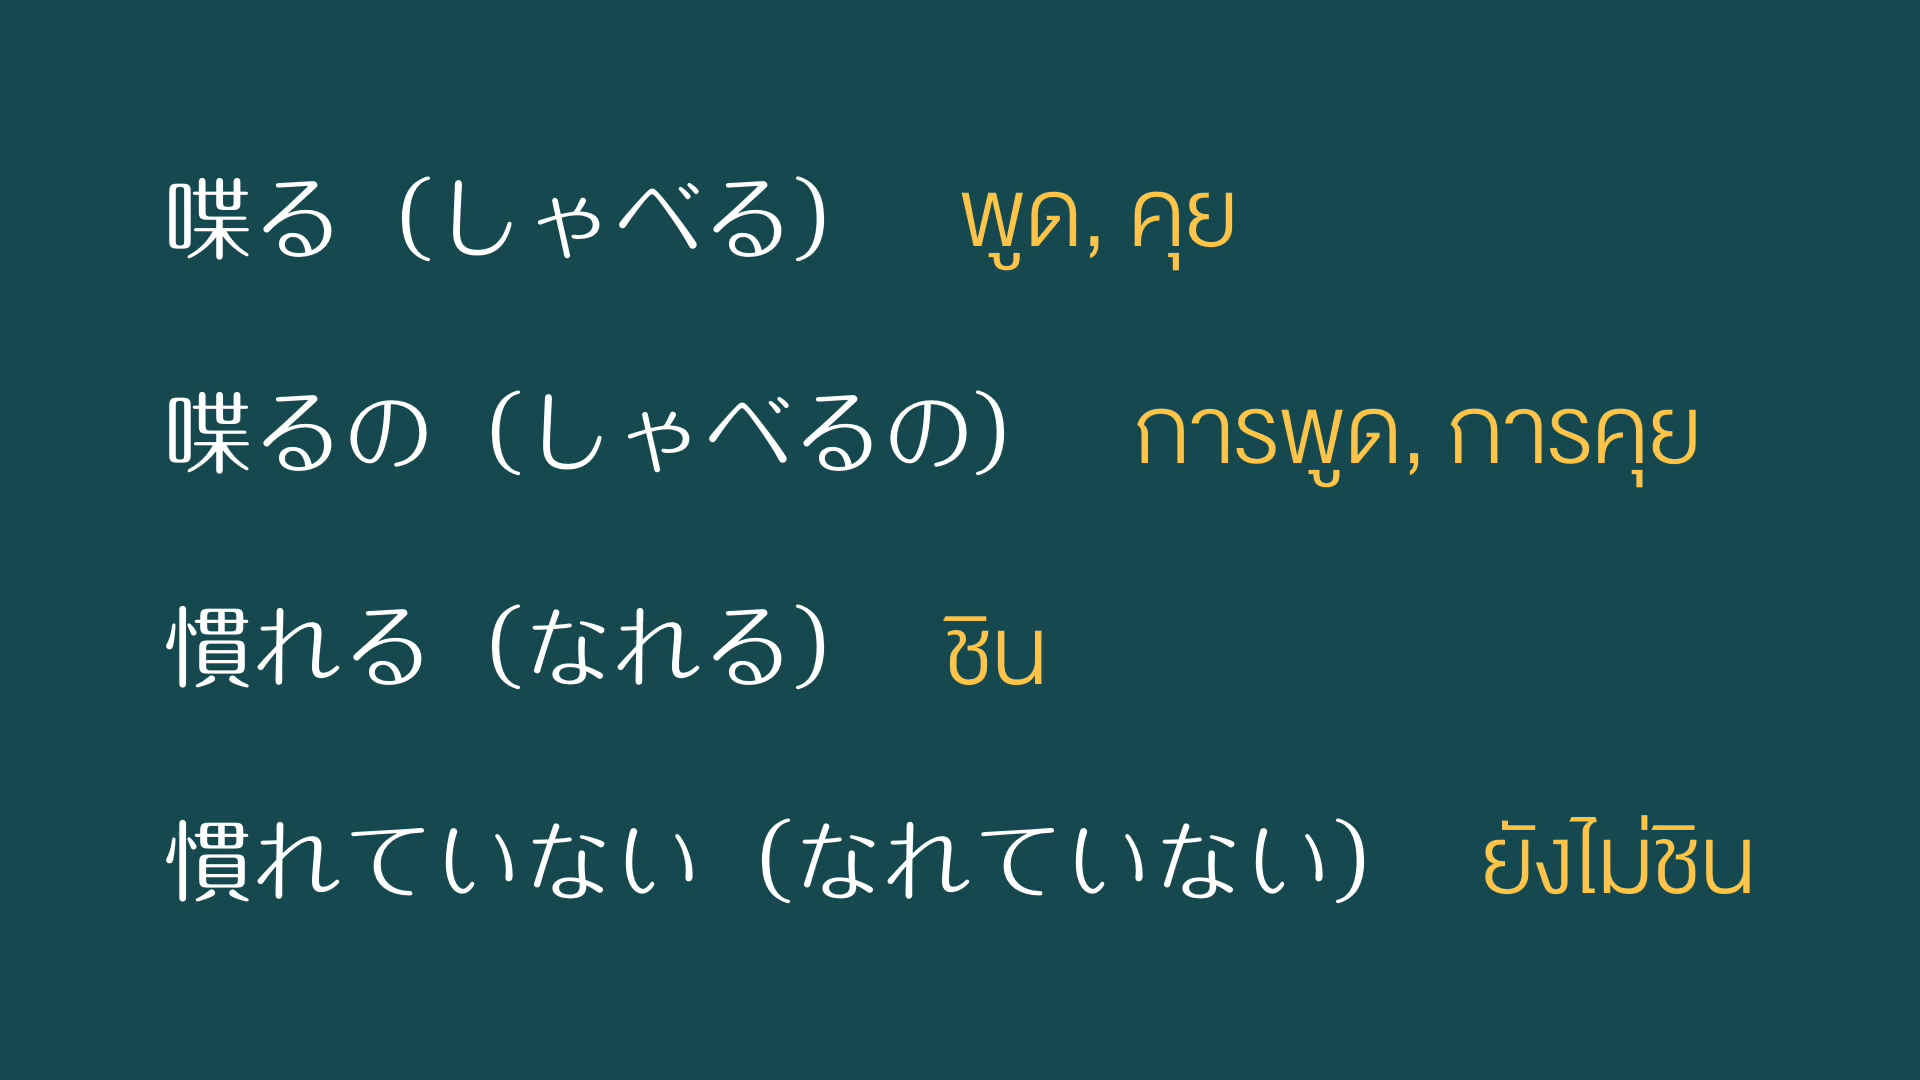 喋る（しゃべる） พูด, คุย
喋るの（しゃべるの） การพูด, การคุย
慣れる（なれる） ชิน
慣れていない（なれていない） ยังไม่ชิน